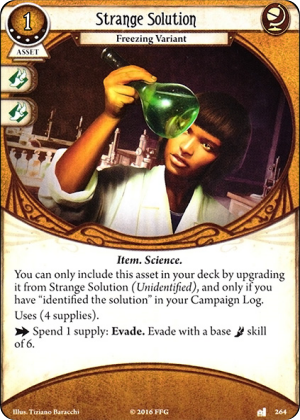 1
Strange Solution
Freezing Variant
ASSET
Item. Science.
You can only include this asset in your deck by upgrading
it from Strange Solution (Unidentified), and only if you
have “identified the solution” in your Campaign Log.
Uses (4 supplies).
Spend 1 supply: Evade. Evade with a base skill
of 6.
Illus. Tiziano Baracchi
© 2016 FFG
264